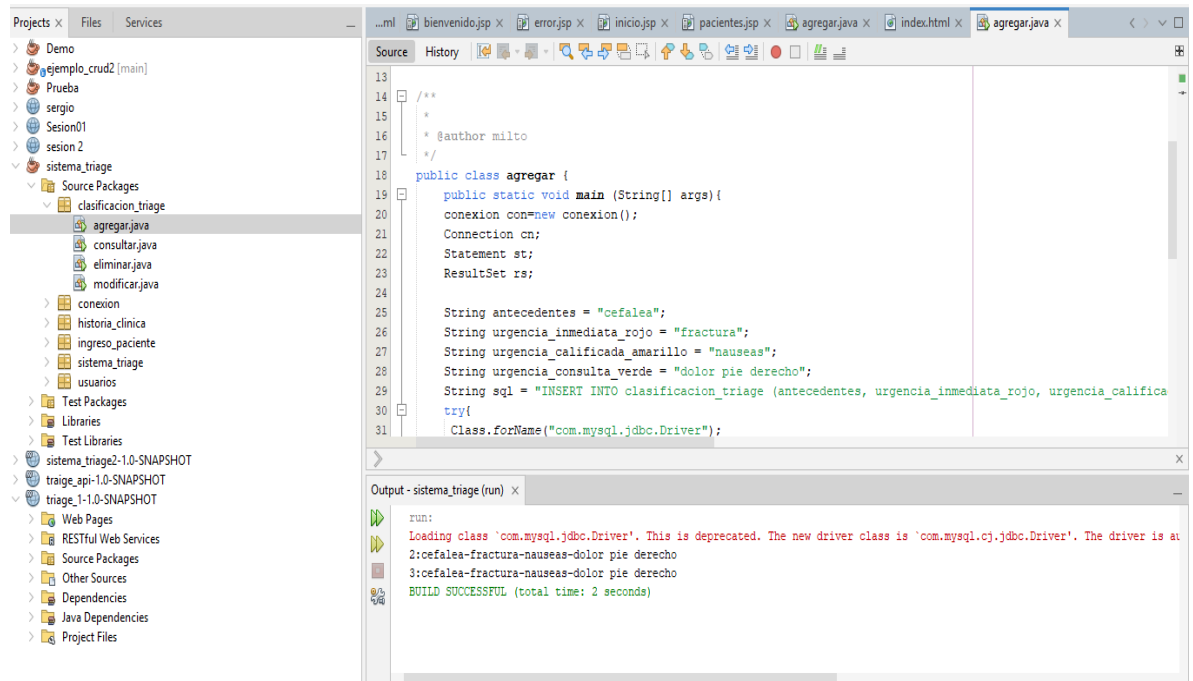 Projects × Files Services
...ml bienvenido.jsp × error.jsp × inicio.jsp × pacientes.jsp × agregar.java × index.html × agregar.java ×
Source History
Demo
ejemplo_crud2 [main]
Prueba
sergio
Sesion01
sesion 2
sistema_triage
Source Packages
clasificacion_triage
agregar.java
consultar.java
eliminar.java
modificar.java
conexion
historia_clinica
ingreso_paciente
sistema_triage
usuarios
Test Packages
Libraries
Test Libraries
sistema_triage2-1.0-SNAPSHOT
traige_api-1.0-SNAPSHOT
triage_1-1.0-SNAPSHOT
Web Pages
RESTful Web Services
Source Packages
Other Sources
Dependencies
Java Dependencies
Project Files
13
14 /**
15 *
16 * @author milto
17 */
18 public class agregar {
19 public static void main (String[] args){
20 conexion con=new conexion();
21 Connection cn;
22 Statement st;
23 ResultSet rs;
24
25 String antecedentes = "cefalea";
26 String urgencia_inmediata_rojo = "fractura";
27 String urgencia_calificada_amarillo = "nauseas";
28 String urgencia_consulta_verde = "dolor pie derecho";
29 String sql = "INSERT INTO clasificacion_triage (antecedentes, urgencia_inmediata_rojo, urgencia_califica
30 try{
31 Class.forName("com.mysql.jdbc.Driver");
Output - sistema_triage (run) ×
run:
Loading class `com.mysql.jdbc.Driver'. This is deprecated. The new driver class is `com.mysql.cj.jdbc.Driver'. The driver is au
2:cefalea-fractura-nauseas-dolor pie derecho
3:cefalea-fractura-nauseas-dolor pie derecho
BUILD SUCCESSFUL (total time: 2 seconds)